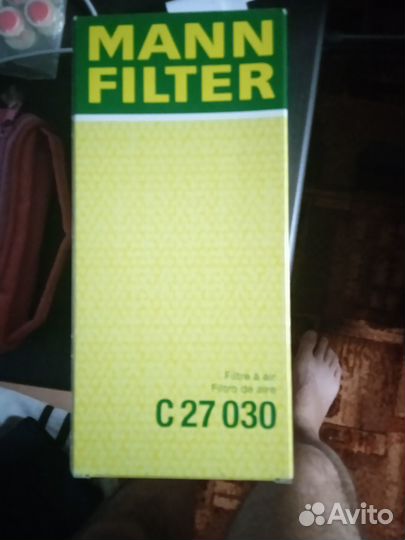 MANN
FILTER
Filtre à air
Filtro de aire
C 27 030
Avito